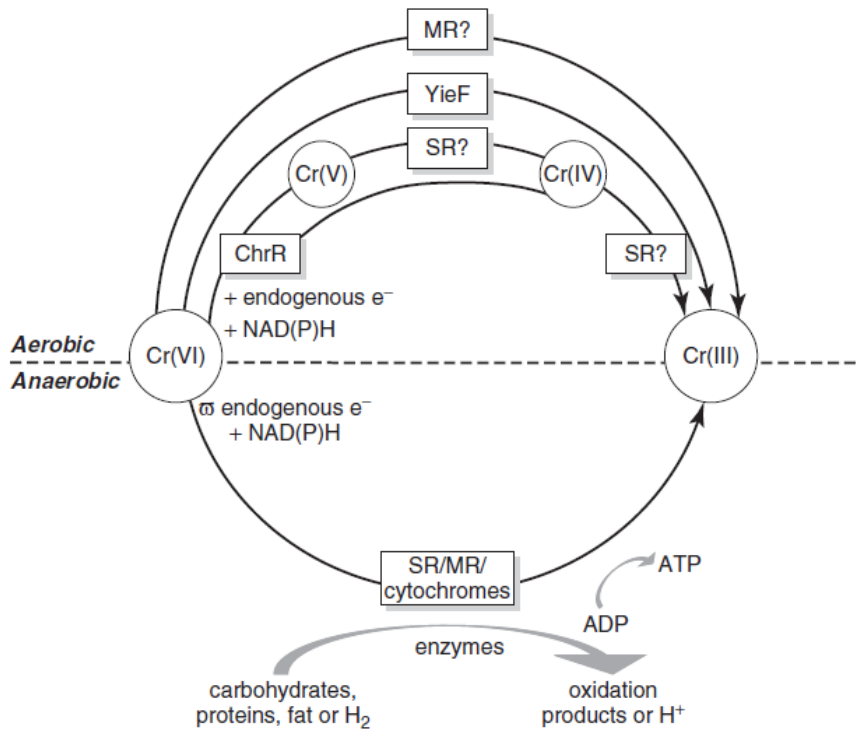 MR?
YieF
SR?
Cr(V)
Cr(IV)
ChrR
SR?
+ endogenous e⁻
+ NAD(P)H
Aerobic
Cr(VI)
Cr(III)
Anaerobic
ϖ endogenous e⁻
+ NAD(P)H
SR/MR/
cytochromes
ATP
ADP
enzymes
carbohydrates,
proteins, fat or H₂
oxidation
products or H⁺